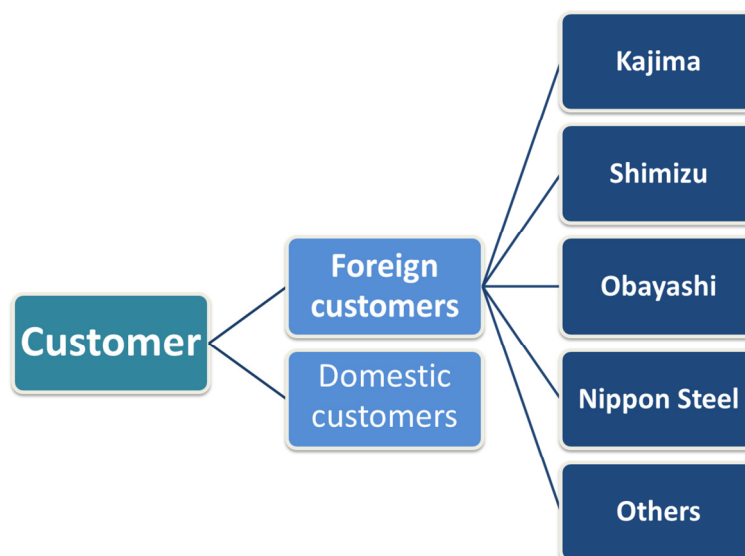 Customer
Foreign
customers
Domestic
customers
Kajima
Shimizu
Obayashi
Nippon Steel
Others